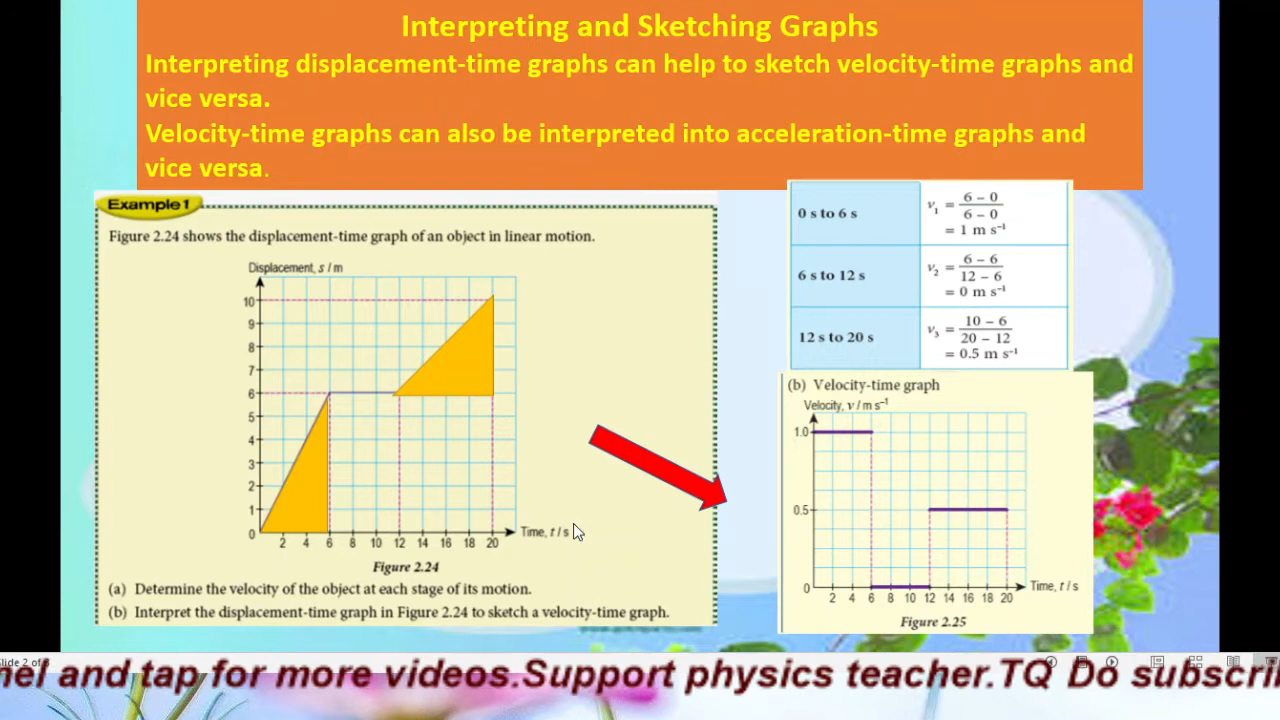 Interpreting and Sketching Graphs
Interpreting displacement-time graphs can help to sketch velocity-time graphs and
vice versa.
Velocity-time graphs can also be interpreted into acceleration-time graphs and
vice versa.
Example 1
Figure 2.24 shows the displacement-time graph of an object in linear motion.
Displacement, s / m
10
9
8
7
6
5
4
3
2
1
0
2 4 6 8 10 12 14 16 18 20
Time, t / s
Figure 2.24
(a) Determine the velocity of the object at each stage of its motion.
(b) Interpret the displacement-time graph in Figure 2.24 to sketch a velocity-time graph.
0 s to 6 s
v₁ = 6 – 0
6 – 0
= 1 m s⁻¹
6 s to 12 s
v₂ = 6 – 6
12 – 6
= 0 m s⁻¹
12 s to 20 s
v₃ = 10 – 6
20 – 12
= 0.5 m s⁻¹
(b) Velocity-time graph
Velocity, v / m s⁻¹
1.0
0.5
0
2 4 6 8 10 12 14 16 18 20
Time, t / s
Figure 2.25
Slide 2 of 8
nel and tap for more videos.Support physics teacher.TQ Do subscri